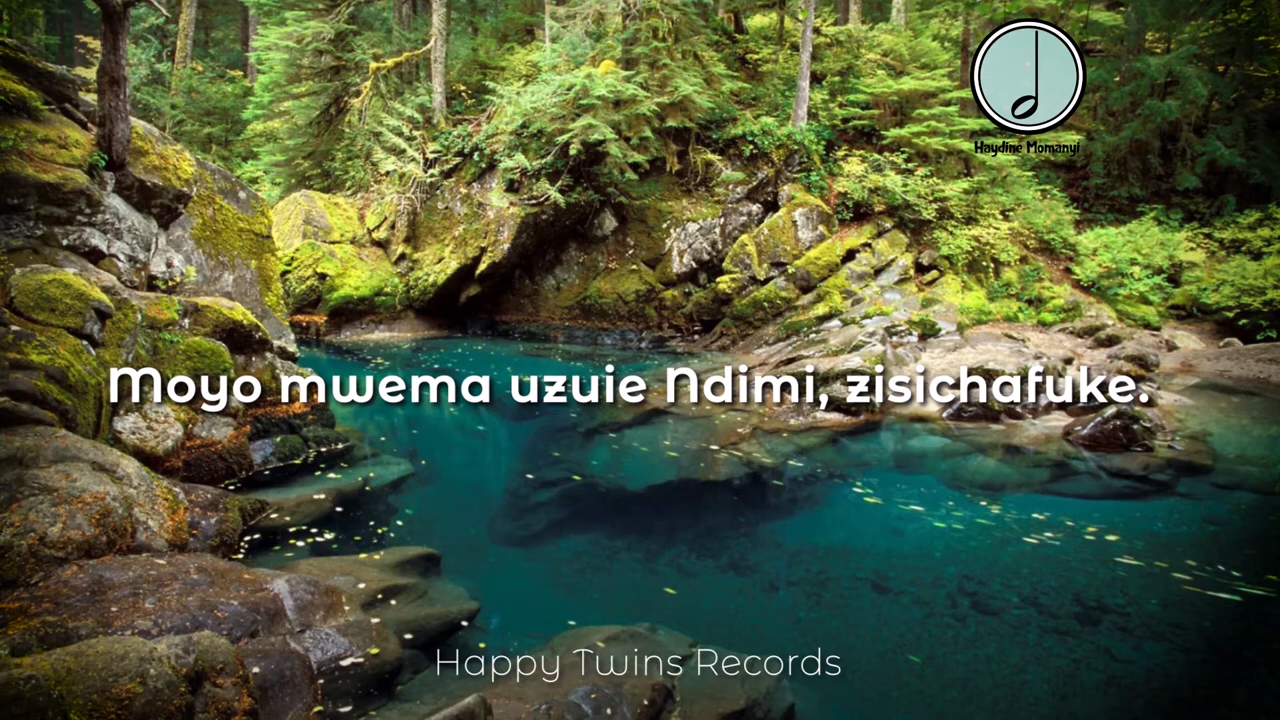 Haydine Momanyi
Moyo mwema uzuie Ndimi, zisichafuke.
Happy Twins Records